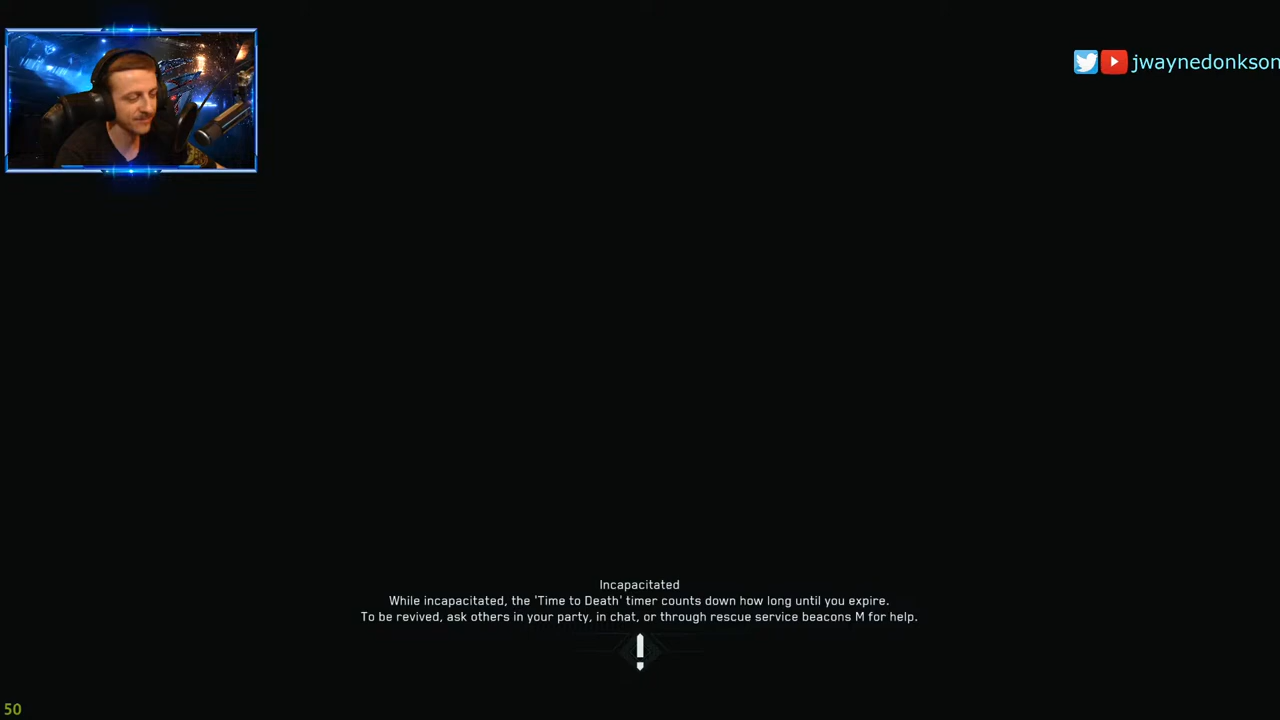 jwaynedonkson
Incapacitated
While incapacitated, the 'Time to Death' timer counts down how long until you expire.
To be revived, ask others in your party, in chat, or through rescue service beacons M for help.
50